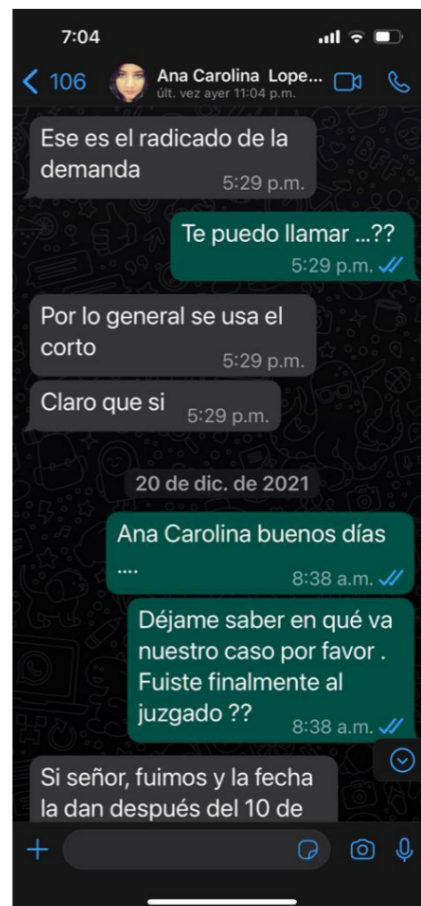 7:04
106
Ana Carolina Lope...
últ. vez ayer 11:04 p.m.
Ese es el radicado de la
demanda
5:29 p.m.
Te puedo llamar ...??
5:29 p.m.
Por lo general se usa el
corto
5:29 p.m.
Claro que si
5:29 p.m.
20 de dic. de 2021
Ana Carolina buenos días
....
8:38 a.m.
Déjame saber en qué va
nuestro caso por favor .
Fuiste finalmente al
juzgado ??
8:38 a.m.
Si señor, fuimos y la fecha
la dan después del 10 de